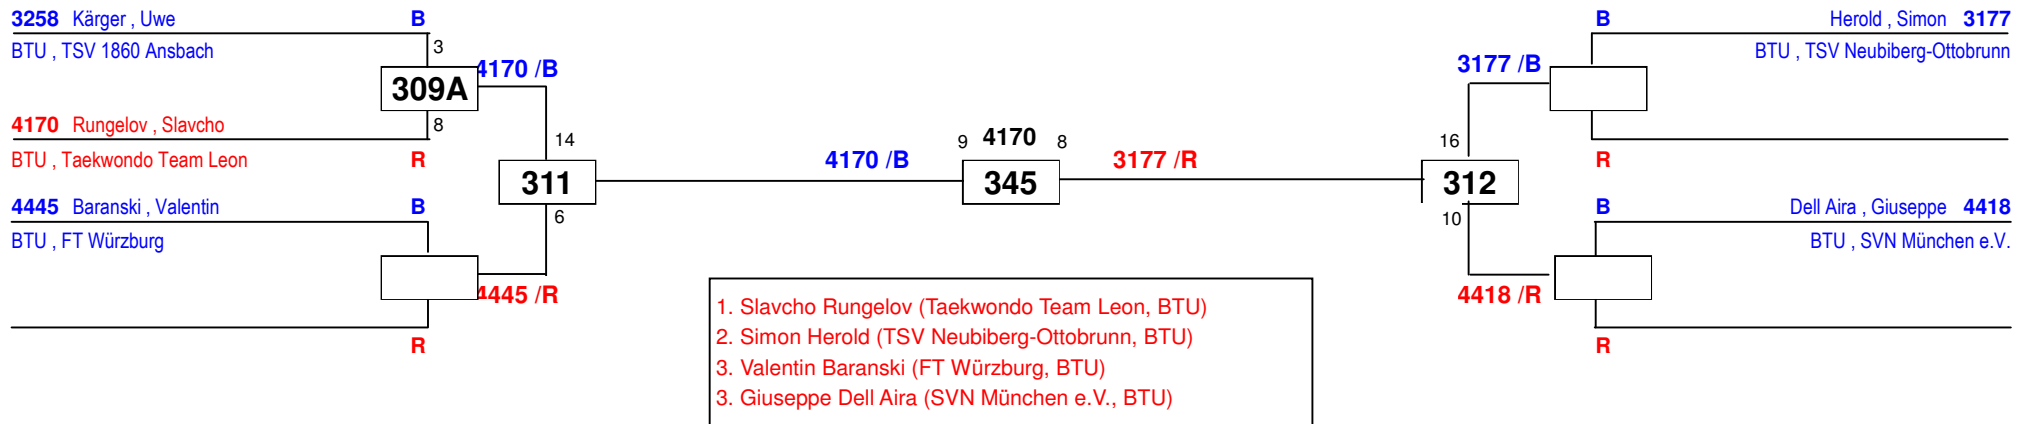 3258 Kärger , Uwe B
BTU , TSV 1860 Ansbach
3
309A
4170 /B
8
4170 Rungelov , Slavcho
BTU , Taekwondo Team Leon R
14
311
6
4445 Baranski , Valentin B
BTU , FT Würzburg
4445 /R
R
4170 /B
9 4170 8
345
3177 /R
B Herold , Simon 3177
BTU , TSV Neubiberg-Ottobrunn
3177 /B
R
16
312
10
B Dell Aira , Giuseppe 4418
BTU , SVN München e.V.
4418 /R
R
1. Slavcho Rungelov (Taekwondo Team Leon, BTU)
2. Simon Herold (TSV Neubiberg-Ottobrunn, BTU)
3. Valentin Baranski (FT Würzburg, BTU)
3. Giuseppe Dell Aira (SVN München e.V., BTU)